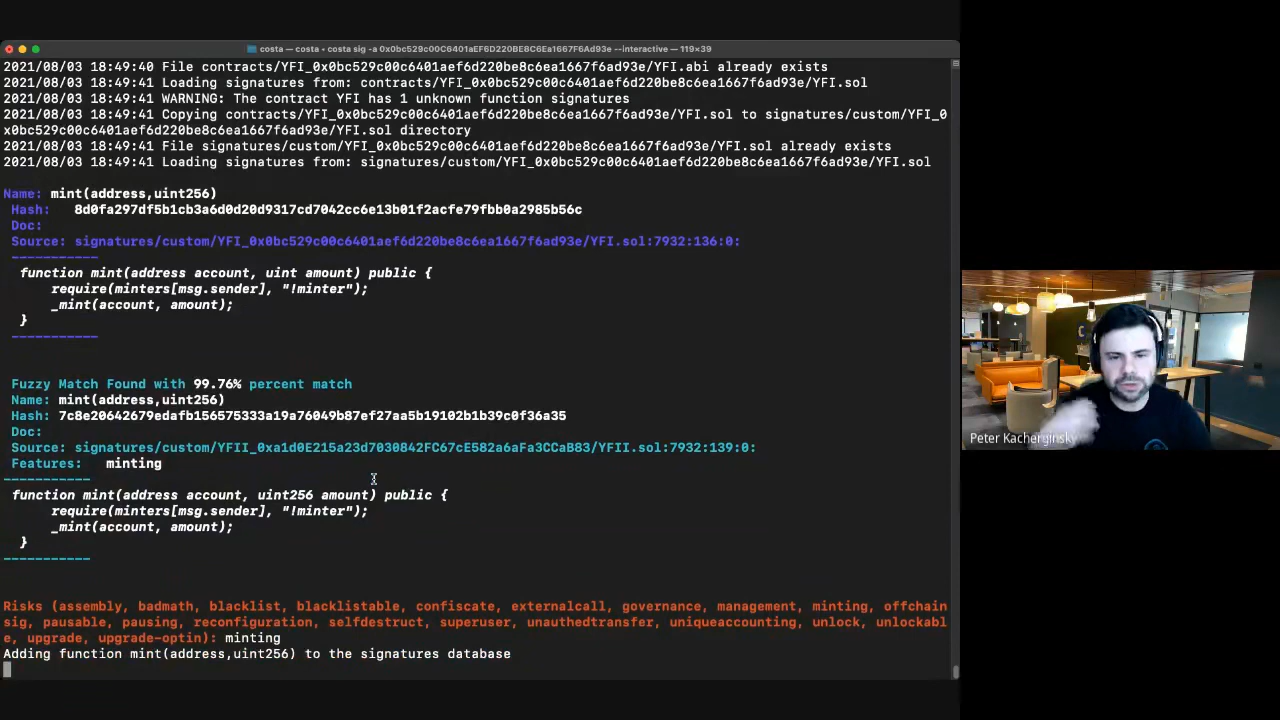 costa — costa • costa sig -a 0x0bc529c00C6401aEF6D220BE8C6Ea1667F6Ad93e --interactive — 119×39
2021/08/03 18:49:40 File contracts/YFI_0x0bc529c00c6401aef6d220be8c6ea1667f6ad93e/YFI.abi already exists
2021/08/03 18:49:41 Loading signatures from: contracts/YFI_0x0bc529c00c6401aef6d220be8c6ea1667f6ad93e/YFI.sol
2021/08/03 18:49:41 WARNING: The contract YFI has 1 unknown function signatures
2021/08/03 18:49:41 Copying contracts/YFI_0x0bc529c00c6401aef6d220be8c6ea1667f6ad93e/YFI.sol to signatures/custom/YFI_0
x0bc529c00c6401aef6d220be8c6ea1667f6ad93e/YFI.sol directory
2021/08/03 18:49:41 File signatures/custom/YFI_0x0bc529c00c6401aef6d220be8c6ea1667f6ad93e/YFI.sol already exists
2021/08/03 18:49:41 Loading signatures from: signatures/custom/YFI_0x0bc529c00c6401aef6d220be8c6ea1667f6ad93e/YFI.sol
Name: mint(address,uint256)
Hash: 8d0fa297df5b1cb3a6d0d20d9317cd7042cc6e13b01f2acfe79fbb0a2985b56c
Doc:
Source: signatures/custom/YFI_0x0bc529c00c6401aef6d220be8c6ea1667f6ad93e/YFI.sol:7932:136:0:
-----------
function mint(address account, uint amount) public {
require(minters[msg.sender], "!minter");
_mint(account, amount);
}
-----------
Fuzzy Match Found with 99.76% percent match
Name: mint(address,uint256)
Hash: 7c8e20642679edafb156575333a19a76049b87ef27aa5b19102b1b39c0f36a35
Doc:
Source: signatures/custom/YFII_0xa1d0E215a23d7030842FC67cE582a6aFa3CCaB83/YFII.sol:7932:139:0:
Features: minting
-----------
function mint(address account, uint256 amount) public {
require(minters[msg.sender], "!minter");
_mint(account, amount);
}
-----------
Risks (assembly, badmath, blacklist, blacklistable, confiscate, externalcall, governance, management, minting, offchain
sig, pausable, pausing, reconfiguration, selfdestruct, superuser, unauthedtransfer, uniqueaccounting, unlock, unlockabl
e, upgrade, upgrade-optin): minting
Adding function mint(address,uint256) to the signatures database
Peter Kacherginsky